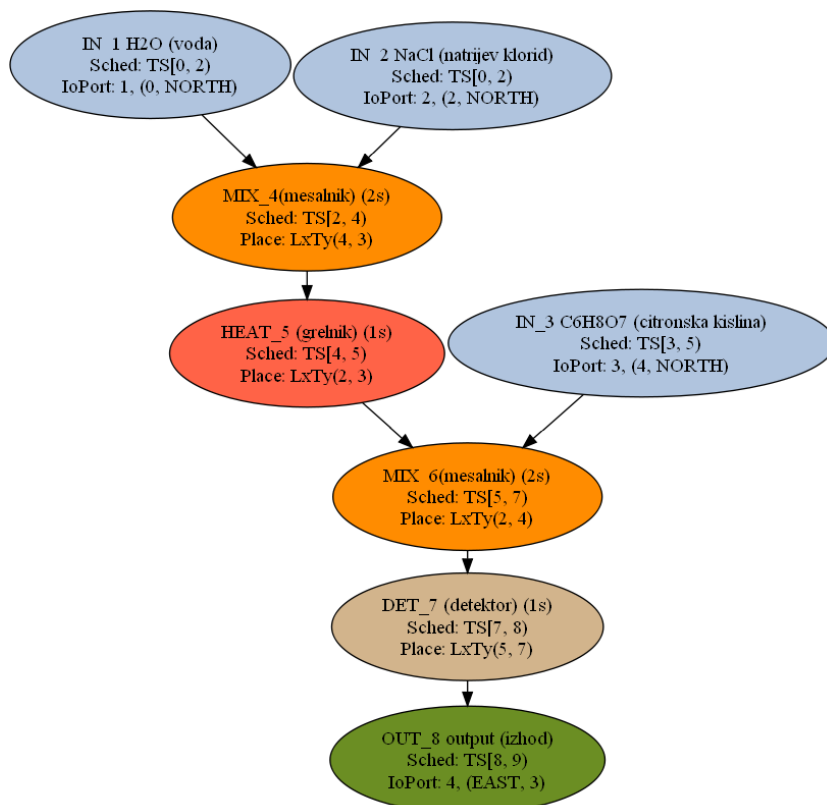 IN_1 H2O (voda)
Sched: TS[0, 2)
IoPort: 1, (0, NORTH)
IN_2 NaCl (natrijev klorid)
Sched: TS[0, 2)
IoPort: 2, (2, NORTH)
MIX_4(mesalnik) (2s)
Sched: TS[2, 4)
Place: LxTy(4, 3)
HEAT_5 (grelnik) (1s)
Sched: TS[4, 5)
Place: LxTy(2, 3)
IN_3 C6H8O7 (citronska kislina)
Sched: TS[3, 5)
IoPort: 3, (4, NORTH)
MIX_6(mesalnik) (2s)
Sched: TS[5, 7)
Place: LxTy(2, 4)
DET_7 (detektor) (1s)
Sched: TS[7, 8)
Place: LxTy(5, 7)
OUT_8 output (izhod)
Sched: TS[8, 9)
IoPort: 4, (EAST, 3)